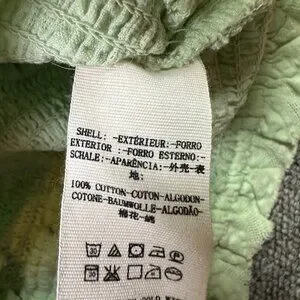 SHELL: -EXTÉRIEUR:-FORRO
EXTERIOR :-FORRO ESTERNO:-
SCHALE:-APARÊNCIA:-外壳-表
地:
100% COTTON-COTON-ALGODON-
COTONE-BAUMWOLLE-ALGODÃO-
棉花-綿